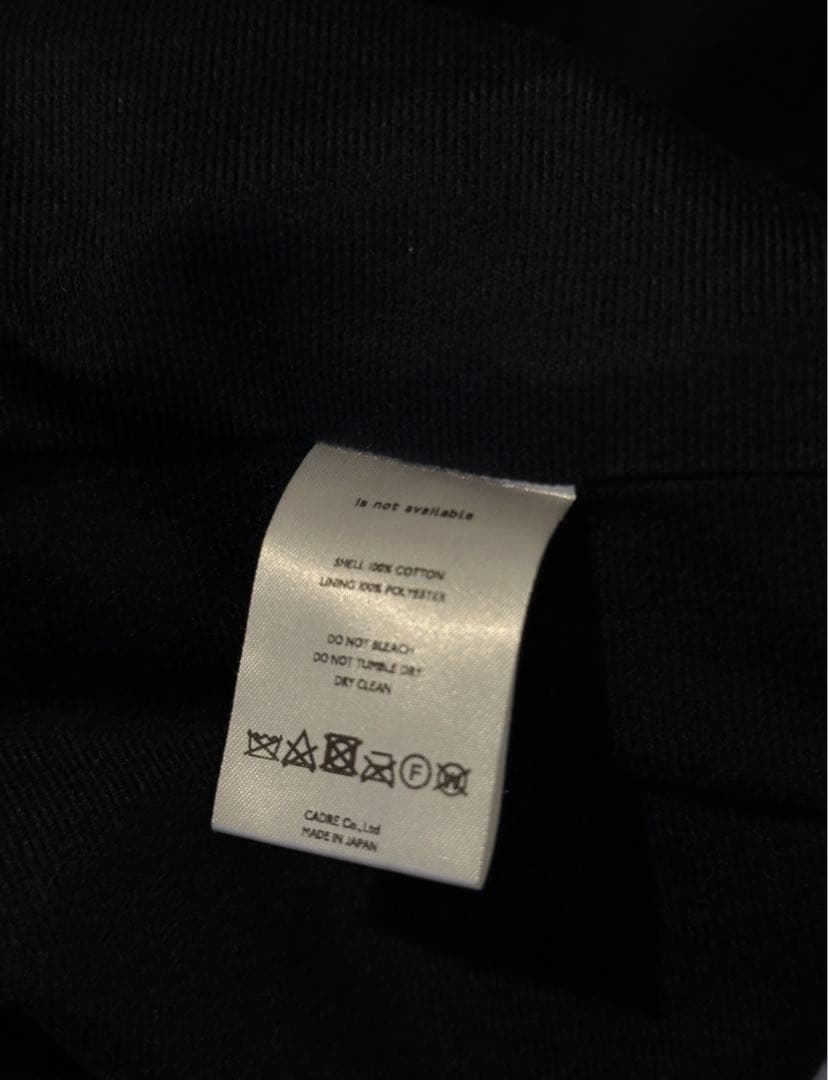 Is not available
SHELL 100% COTTON
LINING 100% POLYESTER
DO NOT BLEACH
DO NOT TUMBLE DRY
DRY CLEAN
F W
CADRE Co.,Ltd
MADE IN JAPAN